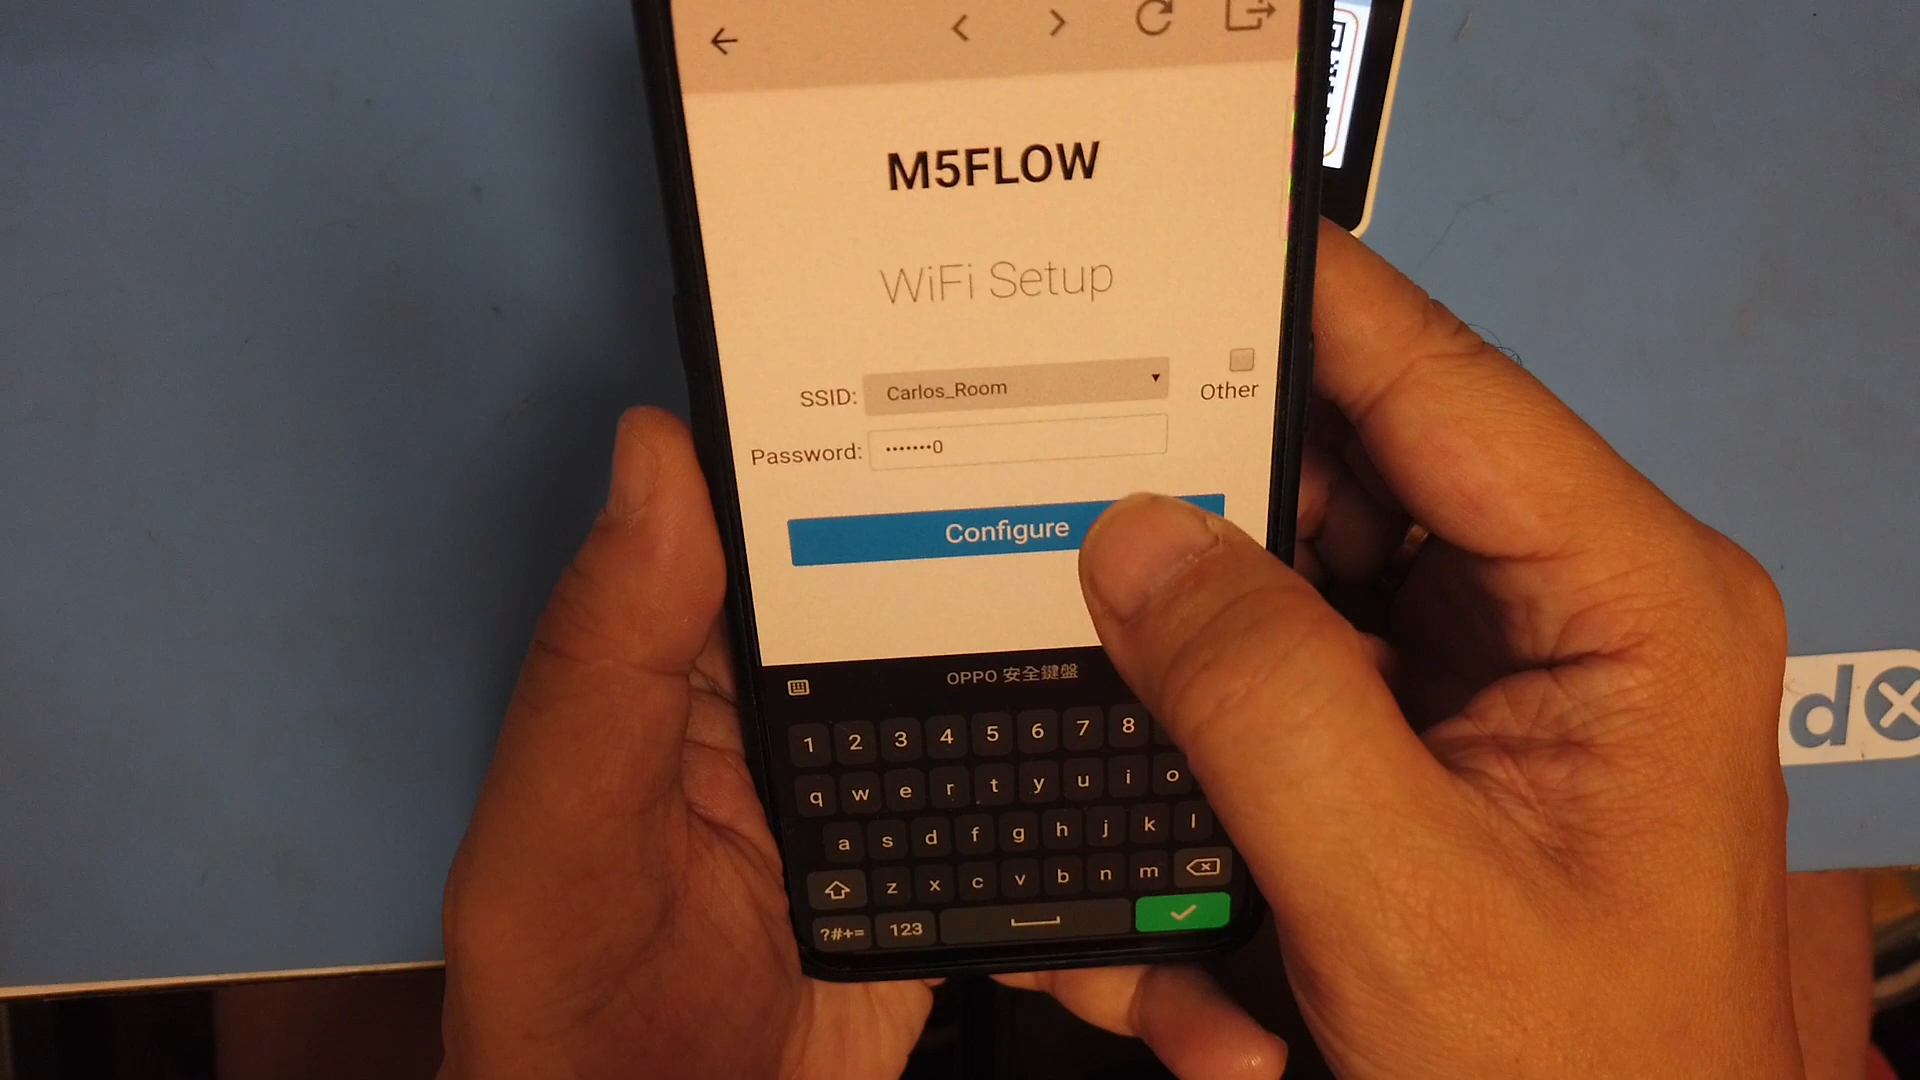 M5FLOW
WiFi Setup
SSID: Carlos_Room
Other
Password: •••••••0
Configure
OPPO 安全鍵盤
1 2 3 4 5 6 7 8
q w e r t y u i o
a s d f g h j k l
z x c v b n m
?#+= 123
d